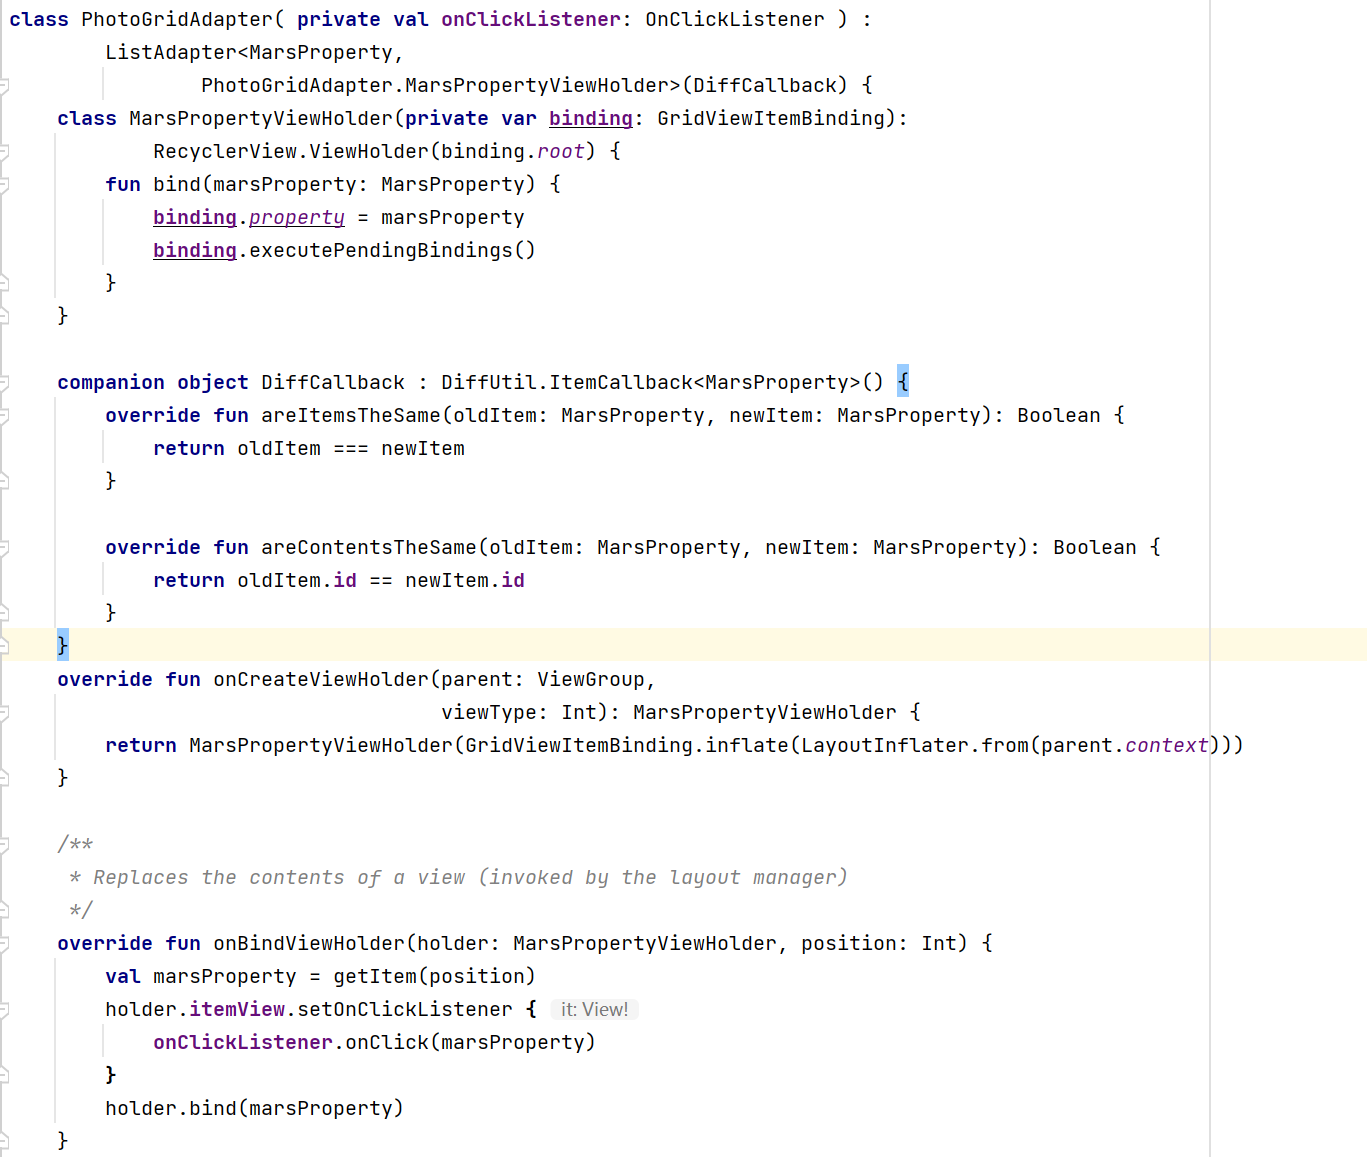 class PhotoGridAdapter( private val onClickListener: OnClickListener ) :
        ListAdapter<MarsProperty,
                PhotoGridAdapter.MarsPropertyViewHolder>(DiffCallback) {
    class MarsPropertyViewHolder(private var binding: GridViewItemBinding):
            RecyclerView.ViewHolder(binding.root) {
        fun bind(marsProperty: MarsProperty) {
            binding.property = marsProperty
            binding.executePendingBindings()
        }
    }

    companion object DiffCallback : DiffUtil.ItemCallback<MarsProperty>() {
        override fun areItemsTheSame(oldItem: MarsProperty, newItem: MarsProperty): Boolean {
            return oldItem === newItem
        }

        override fun areContentsTheSame(oldItem: MarsProperty, newItem: MarsProperty): Boolean {
            return oldItem.id == newItem.id
        }
    }
    override fun onCreateViewHolder(parent: ViewGroup,
                                    viewType: Int): MarsPropertyViewHolder {
        return MarsPropertyViewHolder(GridViewItemBinding.inflate(LayoutInflater.from(parent.context)))
    }

    /**
     * Replaces the contents of a view (invoked by the layout manager)
     */
    override fun onBindViewHolder(holder: MarsPropertyViewHolder, position: Int) {
        val marsProperty = getItem(position)
        holder.itemView.setOnClickListener { it: View!
            onClickListener.onClick(marsProperty)
        }
        holder.bind(marsProperty)
    }